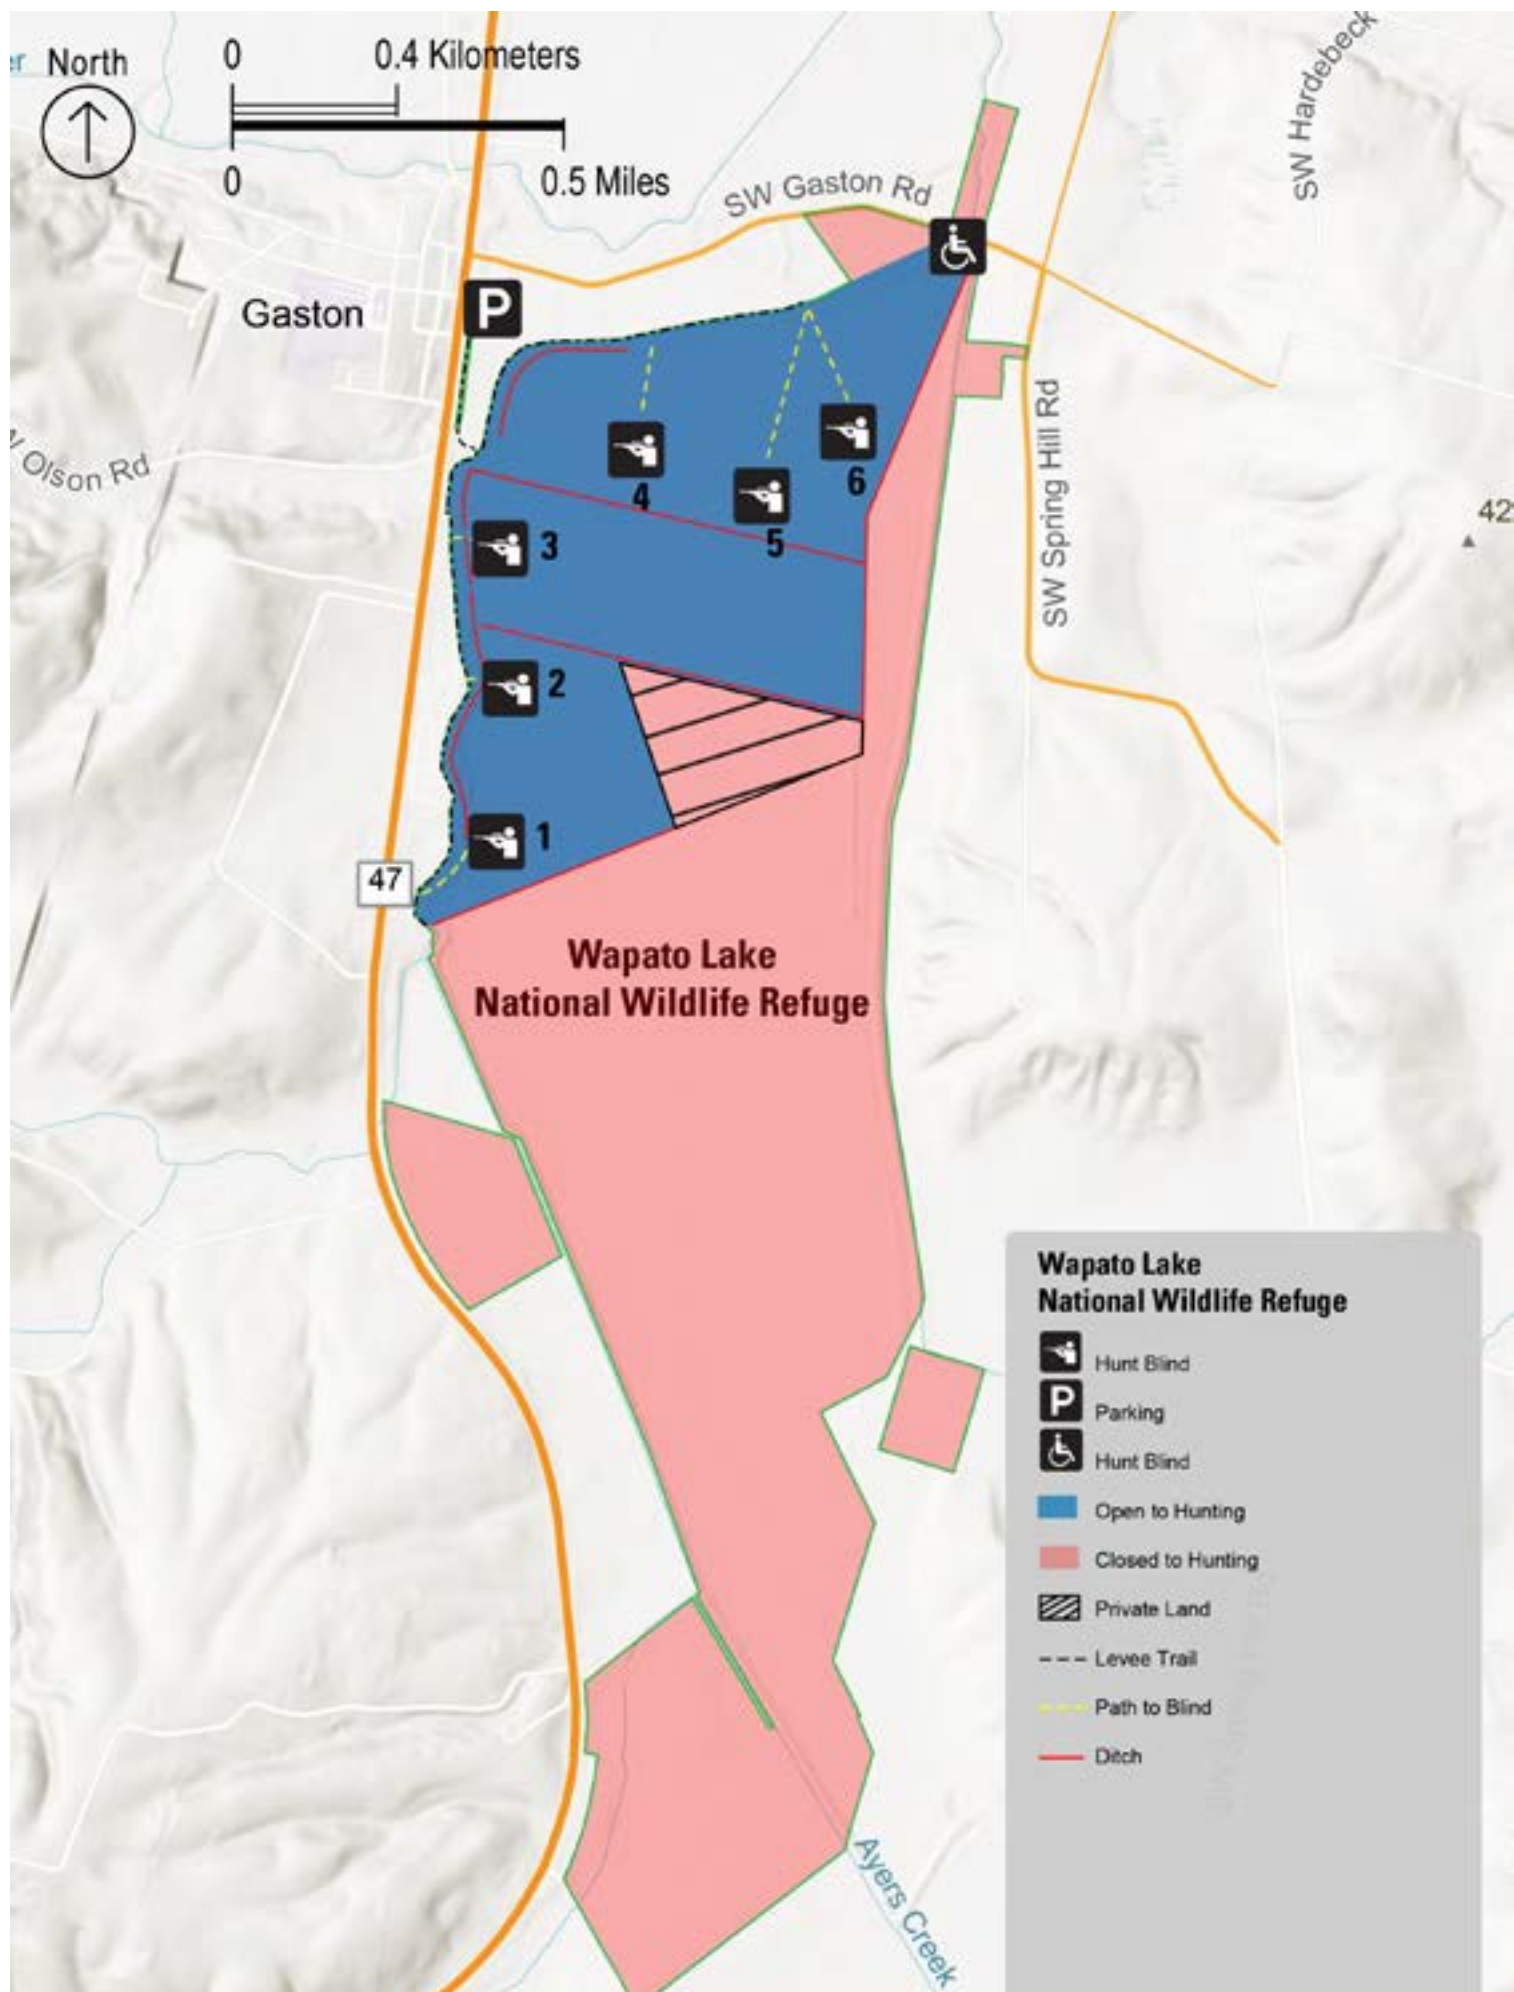 er North
0 0.4 Kilometers
0 0.5 Miles
SW Gaston Rd
SW Hardebeck
P
Gaston
Olson Rd
SW Spring Hill Rd
42
4
6
5
3
2
1
47
Wapato Lake
National Wildlife Refuge
Wapato Lake
National Wildlife Refuge
Hunt Blind
P Parking
Hunt Blind
Open to Hunting
Closed to Hunting
Private Land
Levee Trail
Path to Blind
Ditch
Ayers Creek